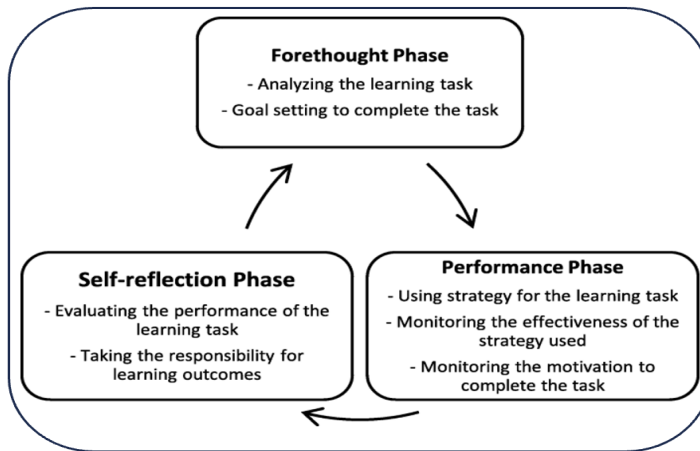 Forethought Phase
- Analyzing the learning task
- Goal setting to complete the task
Self-reflection Phase
- Evaluating the performance of the
learning task
- Taking the responsibility for
learning outcomes
Performance Phase
- Using strategy for the learning task
- Monitoring the effectiveness of the
strategy used
- Monitoring the motivation to
complete the task